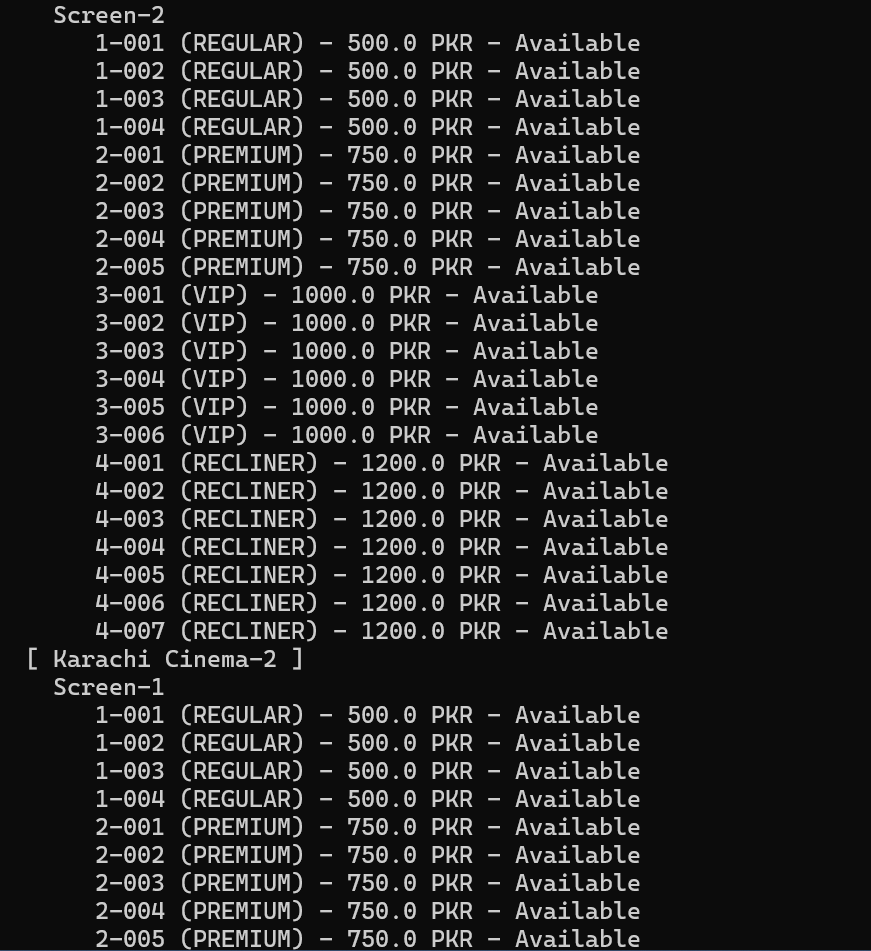 Screen-2
1-001 (REGULAR) - 500.0 PKR - Available
1-002 (REGULAR) - 500.0 PKR - Available
1-003 (REGULAR) - 500.0 PKR - Available
1-004 (REGULAR) - 500.0 PKR - Available
2-001 (PREMIUM) - 750.0 PKR - Available
2-002 (PREMIUM) - 750.0 PKR - Available
2-003 (PREMIUM) - 750.0 PKR - Available
2-004 (PREMIUM) - 750.0 PKR - Available
2-005 (PREMIUM) - 750.0 PKR - Available
3-001 (VIP) - 1000.0 PKR - Available
3-002 (VIP) - 1000.0 PKR - Available
3-003 (VIP) - 1000.0 PKR - Available
3-004 (VIP) - 1000.0 PKR - Available
3-005 (VIP) - 1000.0 PKR - Available
3-006 (VIP) - 1000.0 PKR - Available
4-001 (RECLINER) - 1200.0 PKR - Available
4-002 (RECLINER) - 1200.0 PKR - Available
4-003 (RECLINER) - 1200.0 PKR - Available
4-004 (RECLINER) - 1200.0 PKR - Available
4-005 (RECLINER) - 1200.0 PKR - Available
4-006 (RECLINER) - 1200.0 PKR - Available
4-007 (RECLINER) - 1200.0 PKR - Available
[ Karachi Cinema-2 ]
Screen-1
1-001 (REGULAR) - 500.0 PKR - Available
1-002 (REGULAR) - 500.0 PKR - Available
1-003 (REGULAR) - 500.0 PKR - Available
1-004 (REGULAR) - 500.0 PKR - Available
2-001 (PREMIUM) - 750.0 PKR - Available
2-002 (PREMIUM) - 750.0 PKR - Available
2-003 (PREMIUM) - 750.0 PKR - Available
2-004 (PREMIUM) - 750.0 PKR - Available
2-005 (PREMIUM) - 750.0 PKR - Available